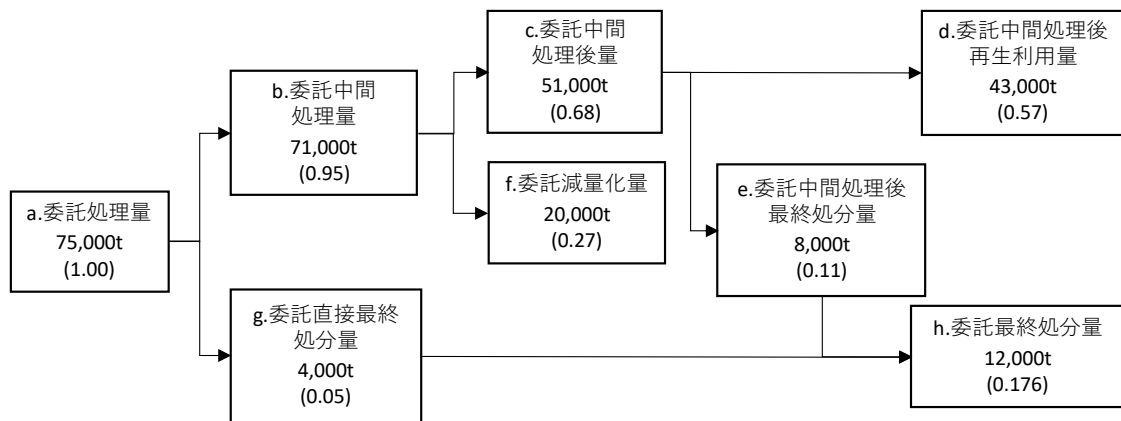 a.委託処理量
75,000t
(1.00)
b.委託中間
処理量
71,000t
(0.95)
c.委託中間
処理後量
51,000t
(0.68)
d.委託中間処理後
再生利用量
43,000t
(0.57)
e.委託中間処理後
最終処分量
8,000t
(0.11)
f.委託減量化量
20,000t
(0.27)
g.委託直接最終
処分量
4,000t
(0.05)
h.委託最終処分量
12,000t
(0.176)